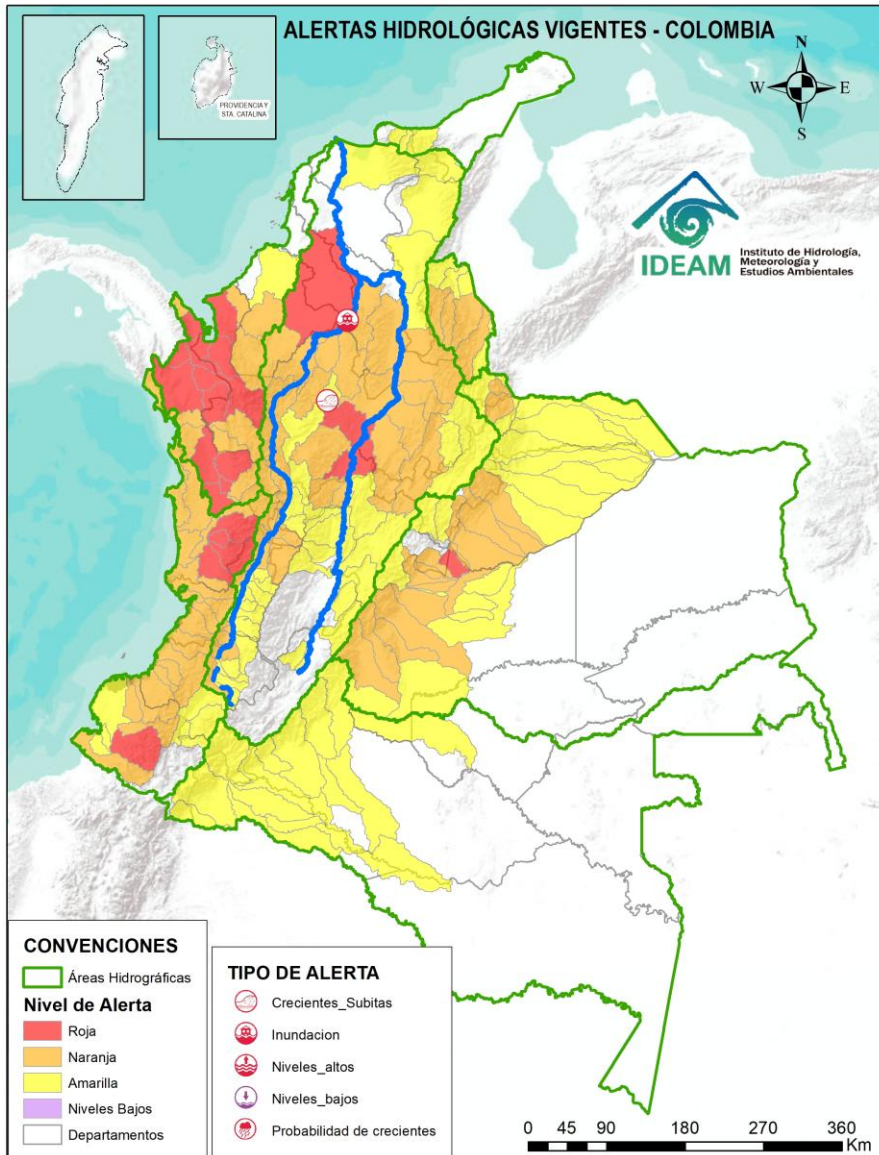 ALERTAS HIDROLÓGICAS VIGENTES - COLOMBIA
PROVIDENCIA Y
STA. CATALINA
N
W
E
S
IDEAM
Instituto de Hidrología,
Meteorología y
Estudios Ambientales
CONVENCIONES
Áreas Hidrográficas
Nivel de Alerta
Roja
Naranja
Amarilla
Niveles Bajos
Departamentos
TIPO DE ALERTA
Crecientes_Subitas
Inundacion
Niveles_altos
Niveles_bajos
Probabilidad de crecientes
0 45 90 180 270 360
Km